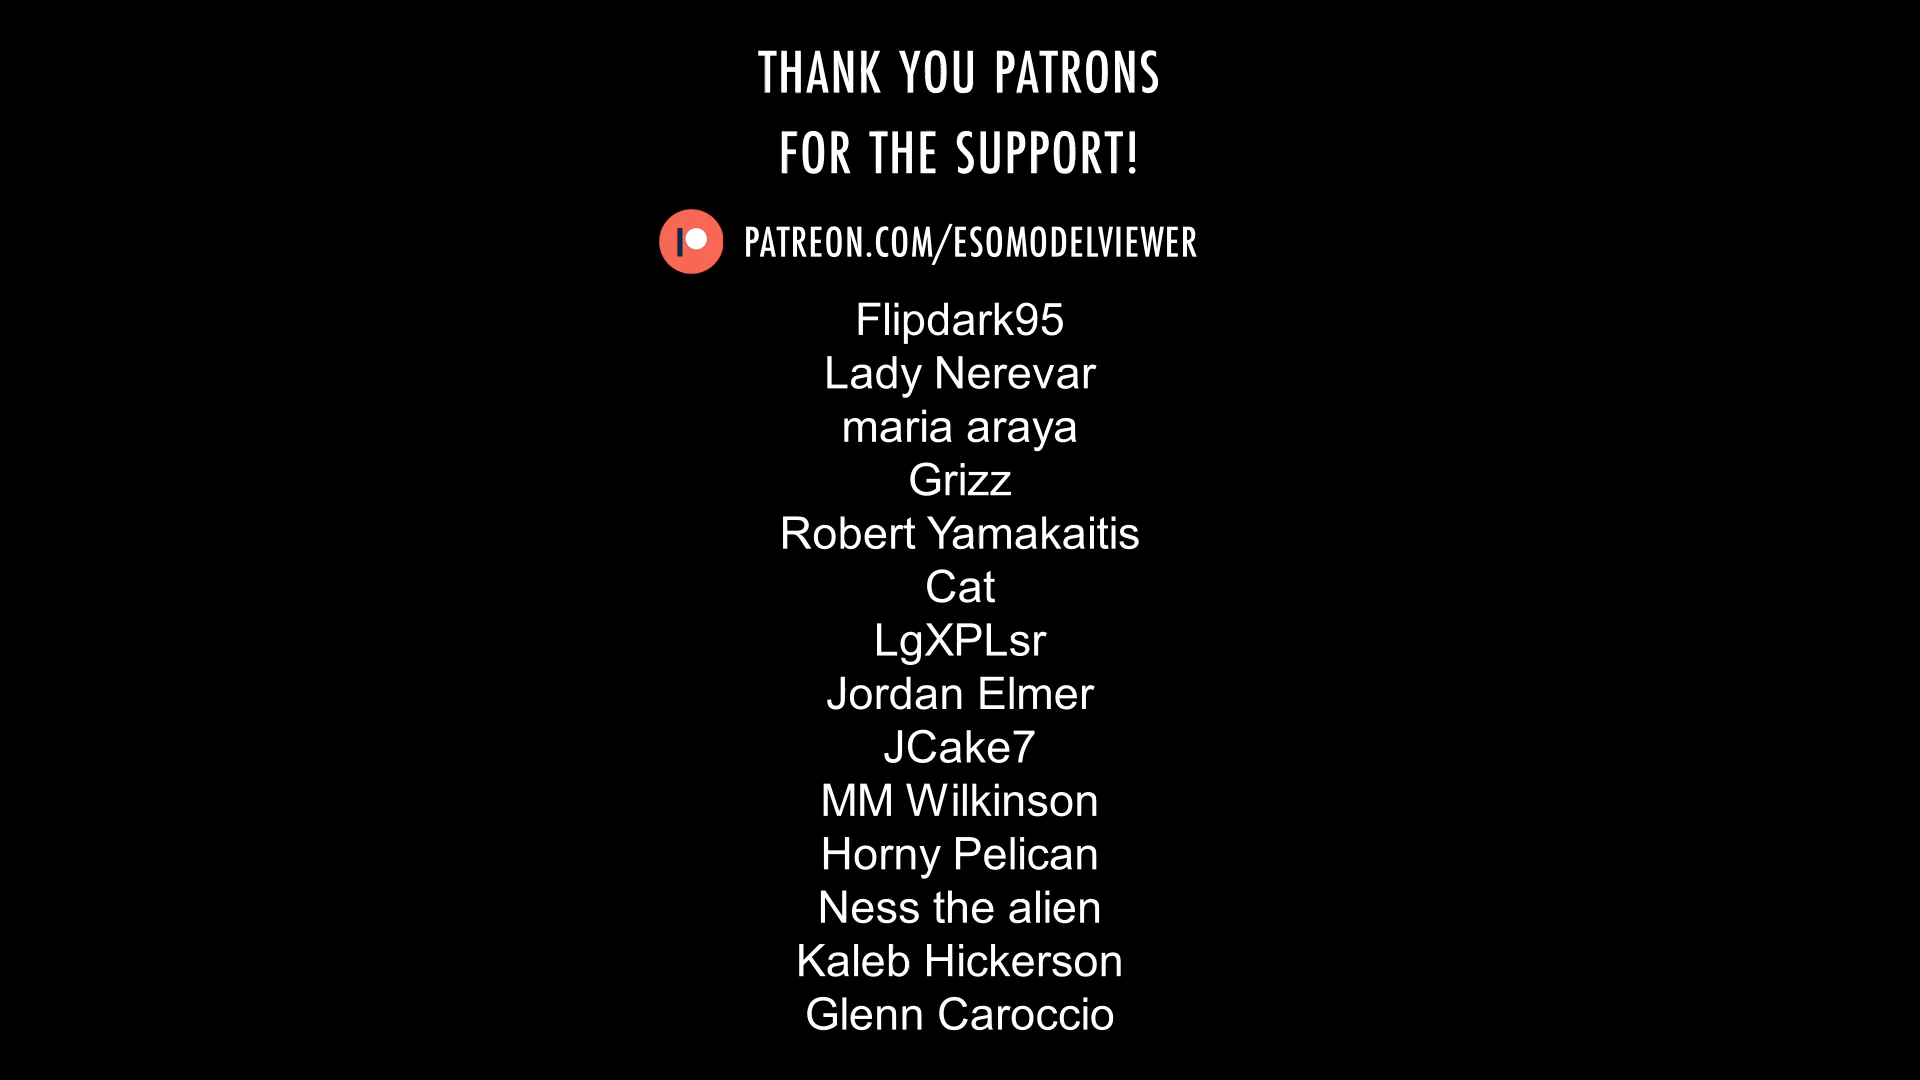 THANK YOU PATRONS
FOR THE SUPPORT!
PATREON.COM/ESOMODELVIEWER
Flipdark95
Lady Nerevar
maria araya
Grizz
Robert Yamakaitis
Cat
LgXPLsr
Jordan Elmer
JCake7
MM Wilkinson
Horny Pelican
Ness the alien
Kaleb Hickerson
Glenn Caroccio